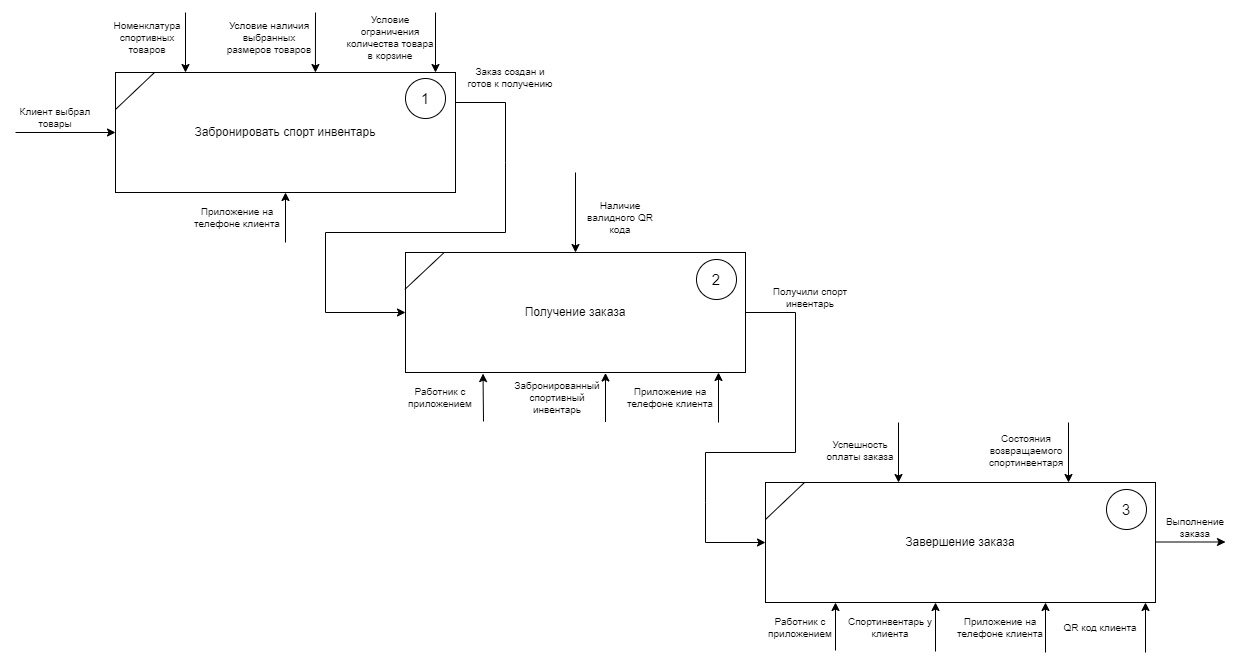 Номенклатура
спортивных
товаров
Условие наличия
выбранных
размеров товаров
Условие
ограничения
количества товара
в корзине
Заказ создан и
готов к получению
1
Клиент выбрал
товары
Забронировать спорт инвентарь
Приложение на
телефоне клиента
Наличие
валидного QR
кода
2
Получили спорт
инвентарь
Получение заказа
Работник с
приложением
Забронированный
спортивный
инвентарь
Приложение на
телефоне клиента
Успешность
оплаты заказа
Состояния
возвращаемого
спортинвентаря
3
Выполнение
заказа
Завершение заказа
Работник с
приложением
Спортинвентарь у
клиента
Приложение на
телефоне клиента
QR код клиента